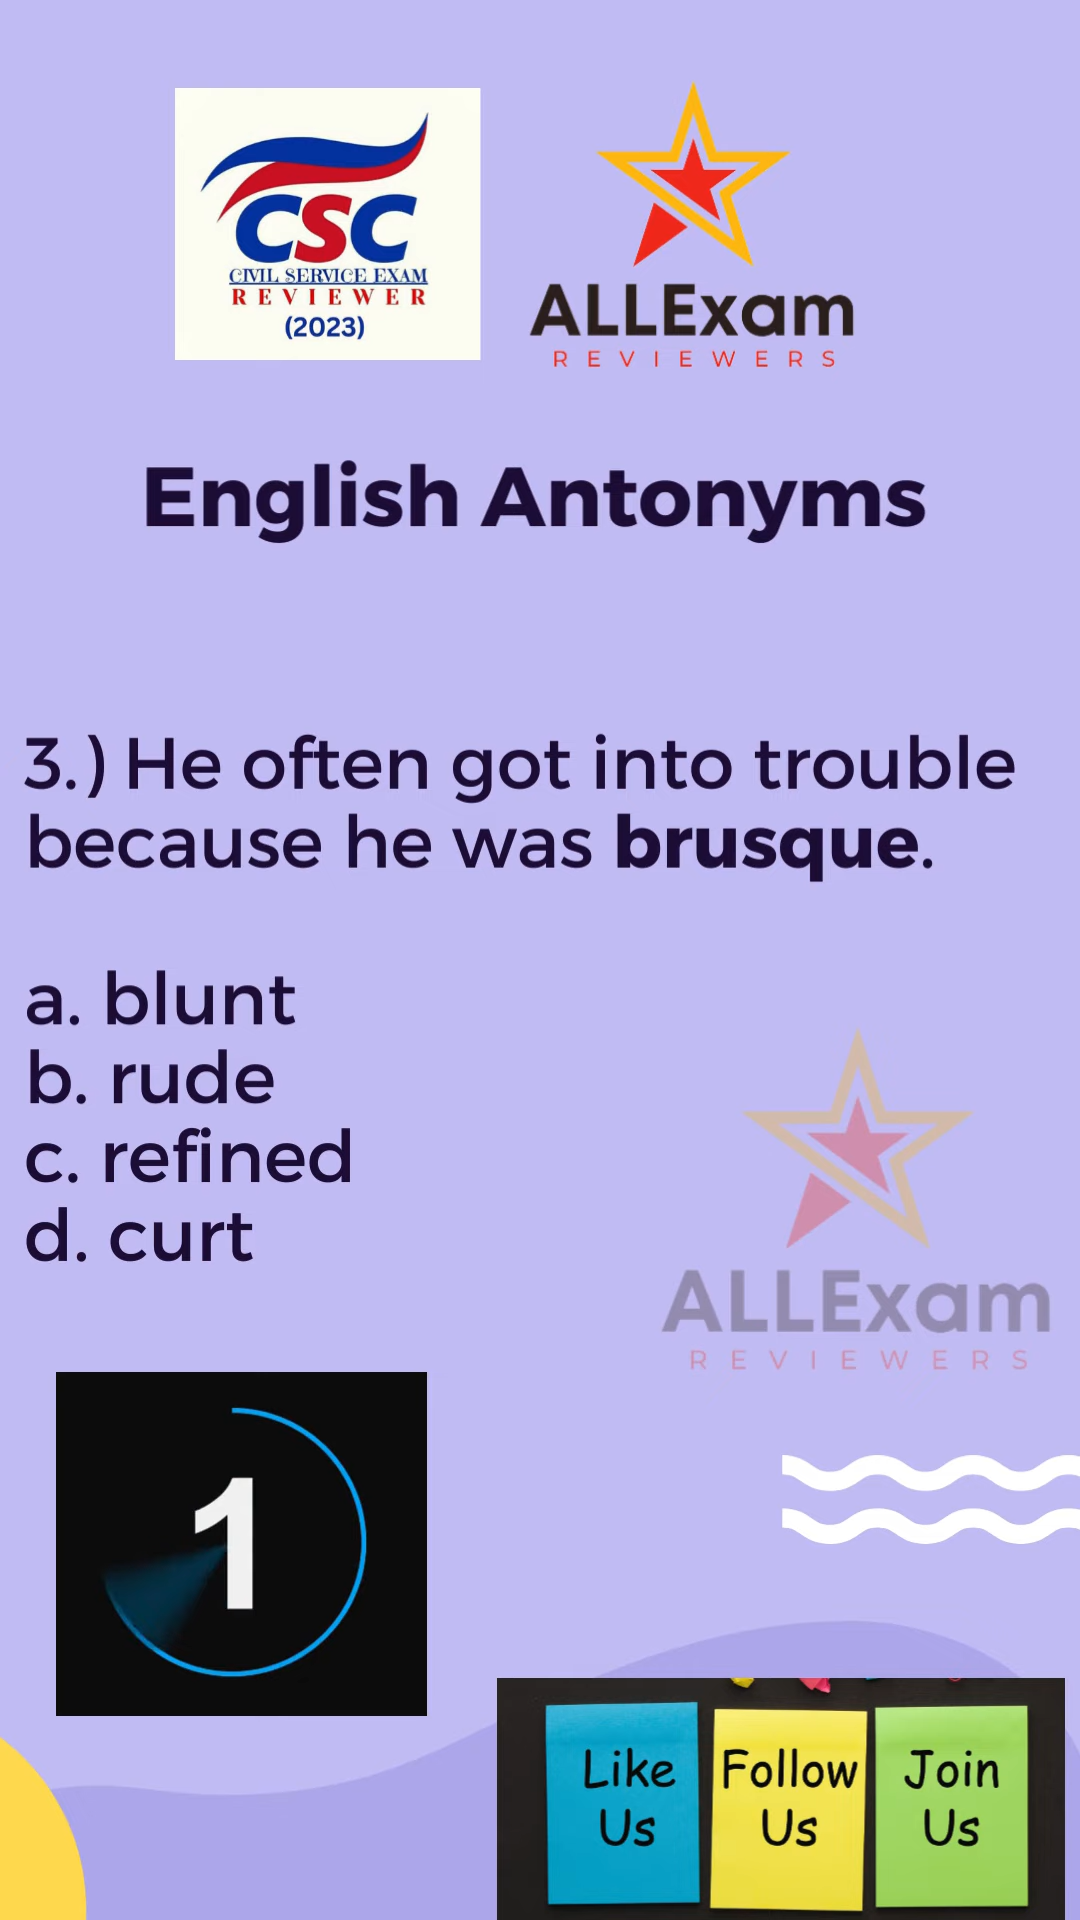 CSC
CIVIL SERVICE EXAM
REVIEWER
(2023)
ALLExam
REVIEWERS
English Antonyms
3.) He often got into trouble
because he was brusque.
a. blunt
b. rude
c. refined
d. curt
ALLExam
REVIEWERS
1
Like
Us
Follow
Us
Join
Us